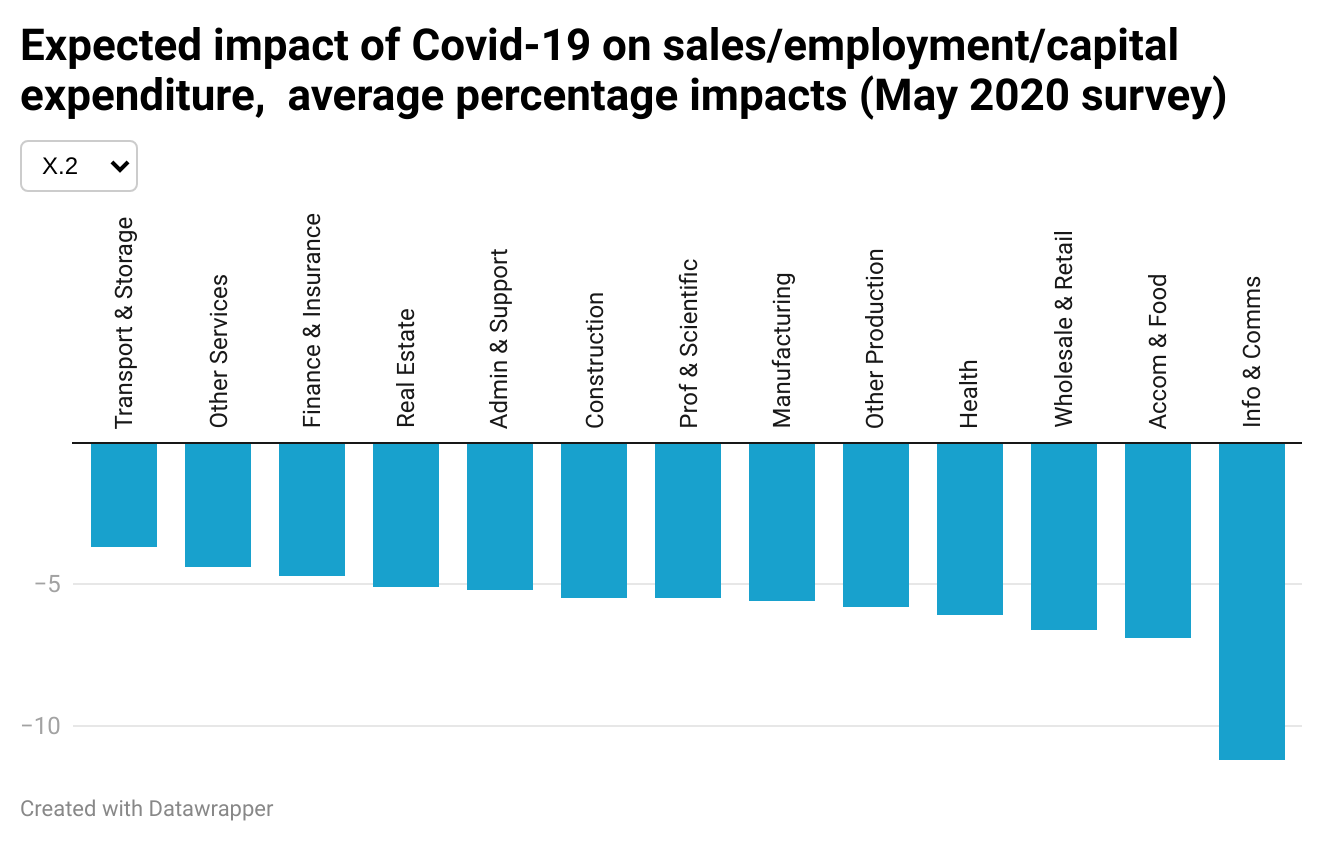 Expected impact of Covid-19 on sales/employment/capital
expenditure,  average percentage impacts (May 2020 survey)
X.2
Transport & Storage
Other Services
Finance & Insurance
Real Estate
Admin & Support
Construction
Prof & Scientific
Manufacturing
Other Production
Health
Wholesale & Retail
Accom & Food
Info & Comms
−5
−10
Created with Datawrapper